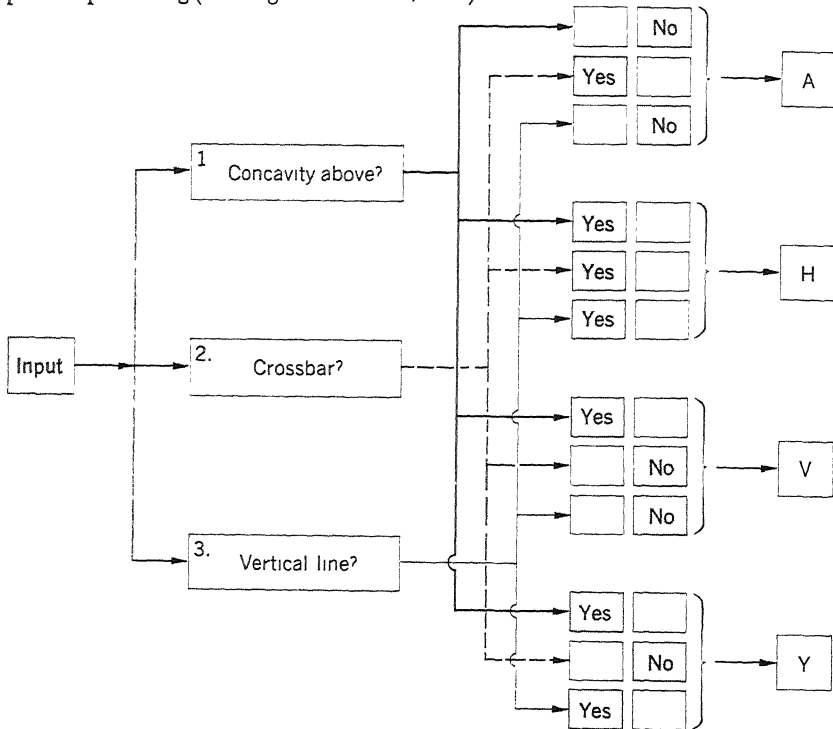 No
Yes
A
No
1
Concavity above?
Yes
Yes
H
Yes
Input
2.
Crossbar?
Yes
No
V
No
3.
Vertical line?
Yes
No
Y
Yes